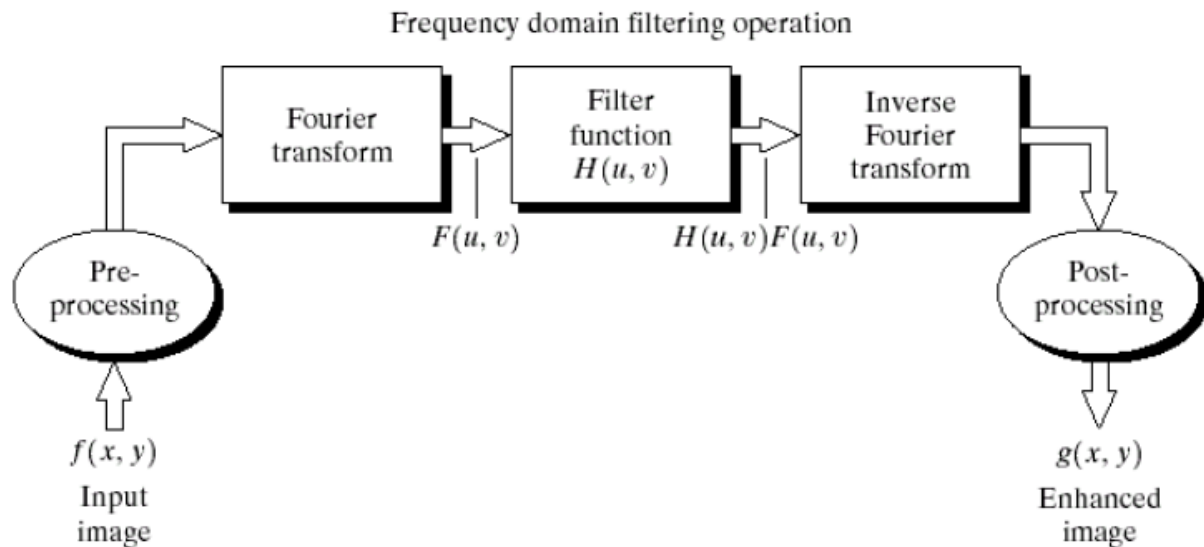 Frequency domain filtering operation
Fourier
transform
Filter
function
H(u, v)
Inverse
Fourier
transform
F(u, v)
H(u, v)F(u, v)
Pre-
processing
Post-
processing
f(x, y)
Input
image
g(x, y)
Enhanced
image